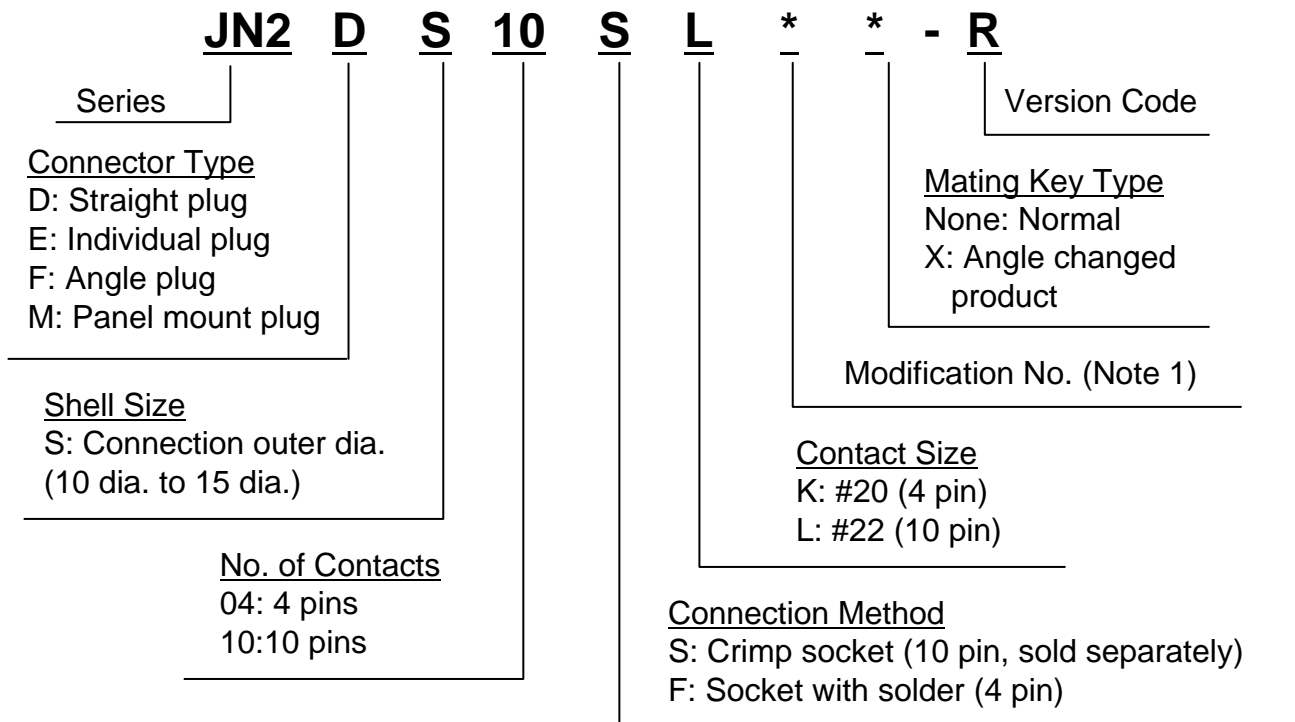 JN2 D S 10 S L * * - R
Series
Version Code
Connector Type
D: Straight plug
E: Individual plug
F: Angle plug
M: Panel mount plug
Mating Key Type
None: Normal
X: Angle changed
product
Modification No. (Note 1)
Shell Size
S: Connection outer dia.
(10 dia. to 15 dia.)
Contact Size
K: #20 (4 pin)
L: #22 (10 pin)
No. of Contacts
04: 4 pins
10:10 pins
Connection Method
S: Crimp socket (10 pin, sold separately)
F: Socket with solder (4 pin)